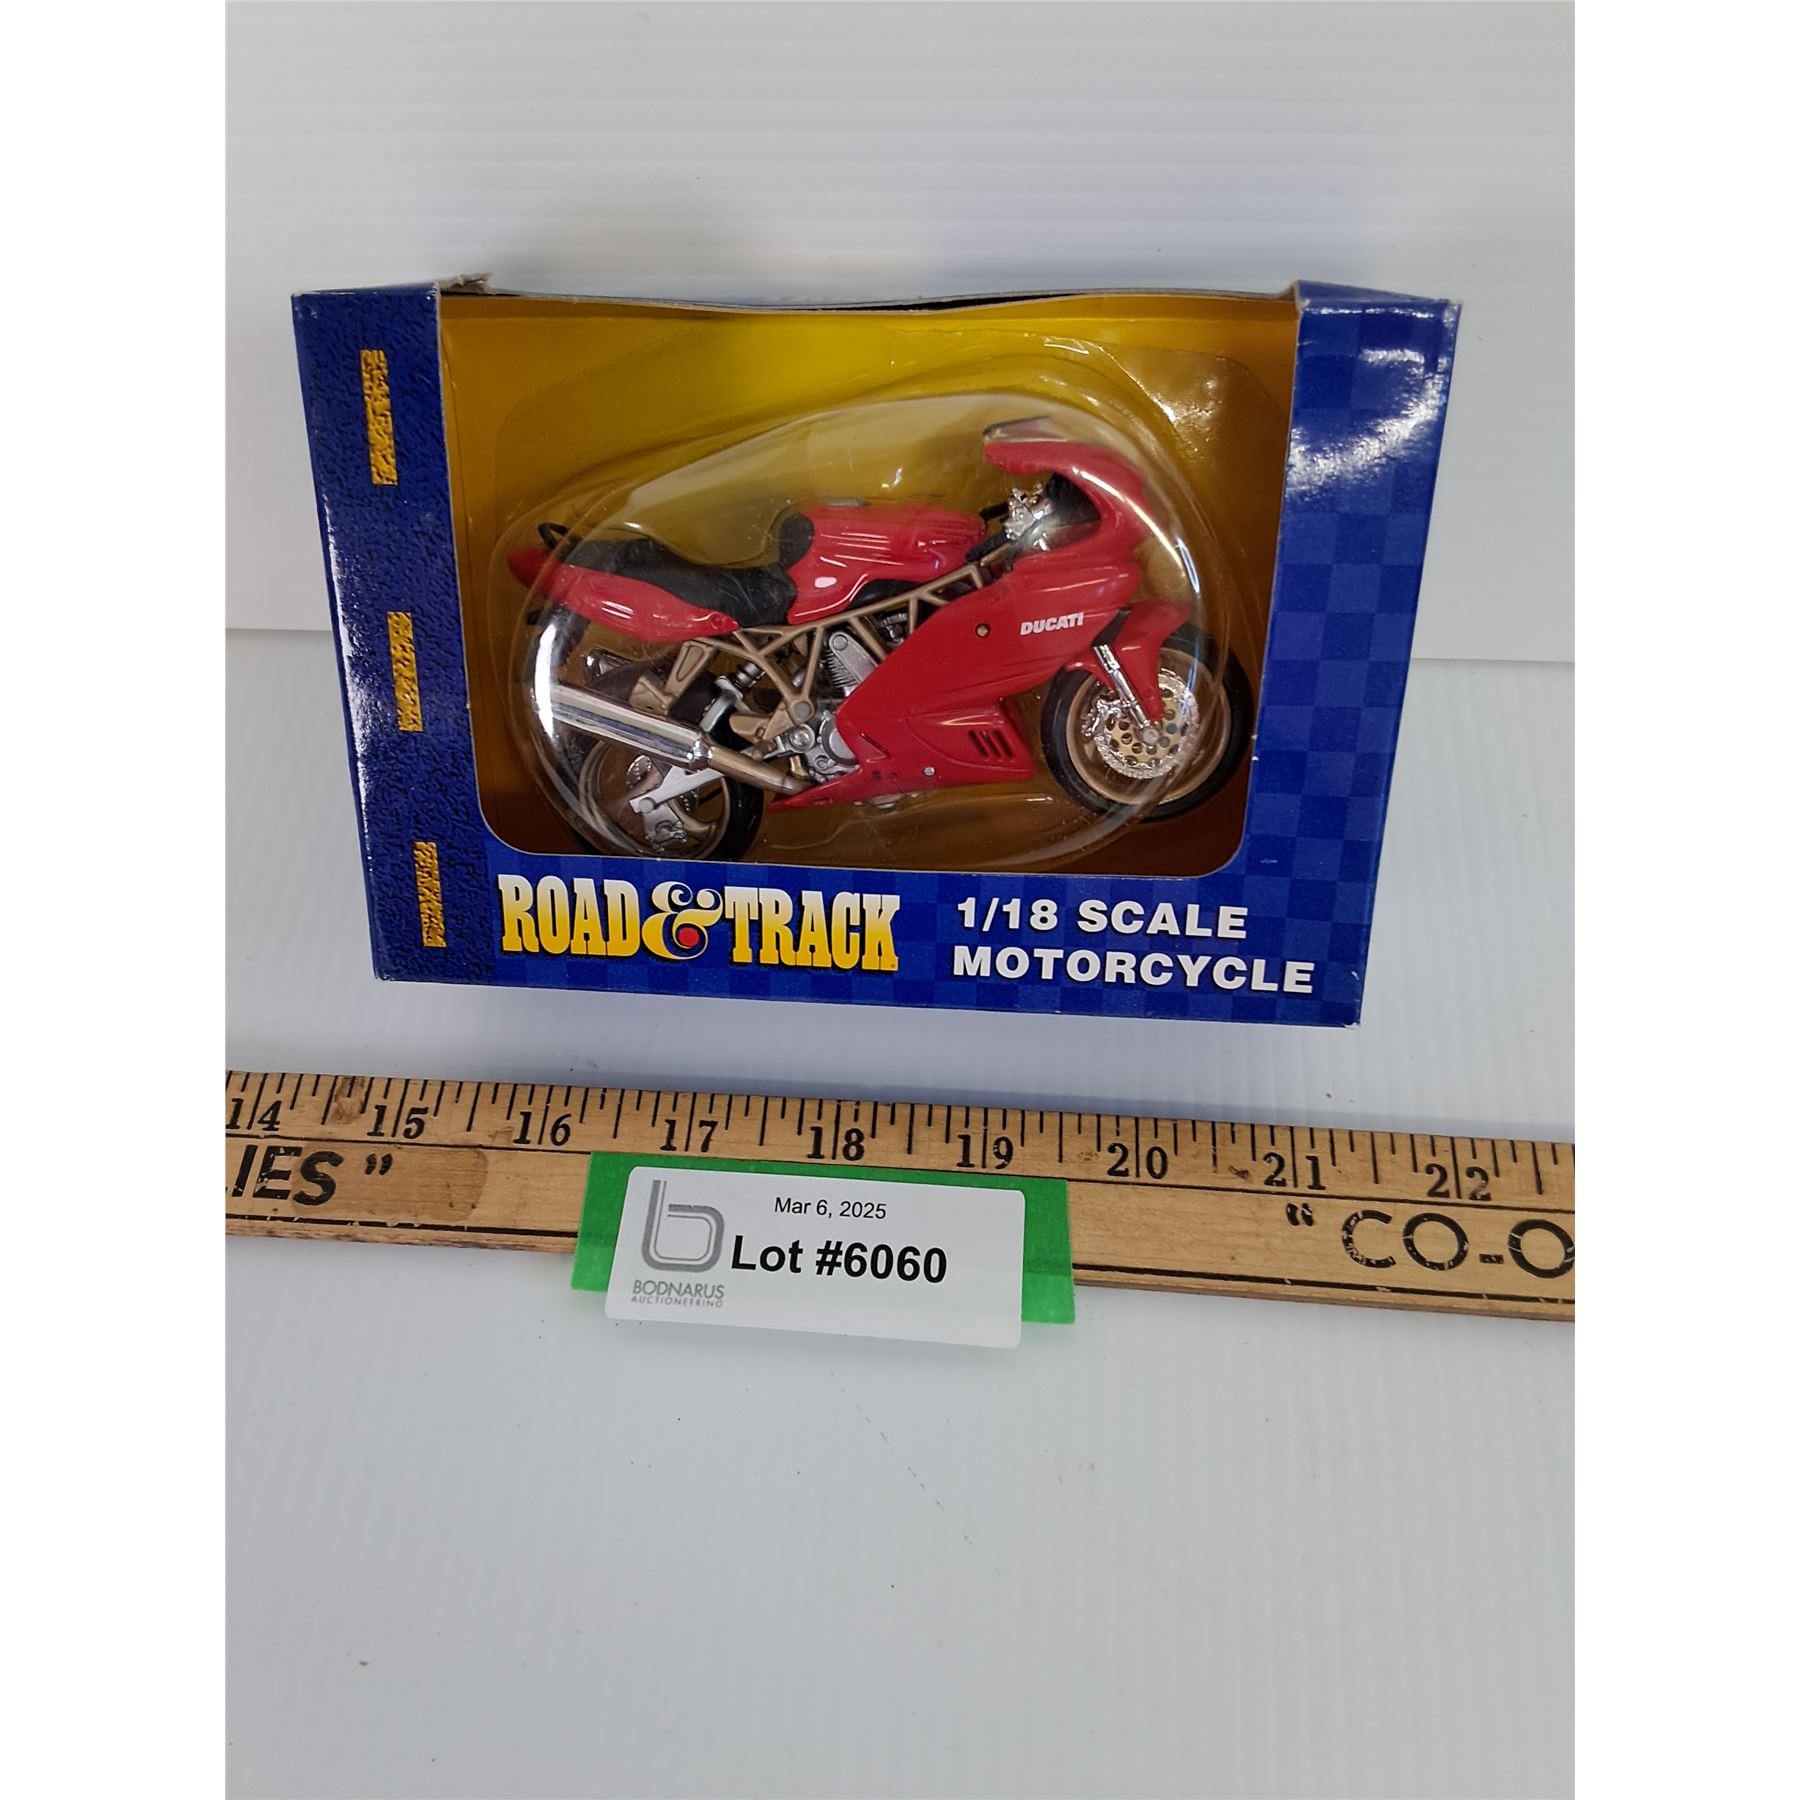 DUCATI
ROAD & TRACK
1/18 SCALE
MOTORCYCLE
14 15 16 17 18 19 20 21 22
LIES " " CO-O
Mar 6, 2025
Lot #6060
BODNARUS
AUCTIONEERING